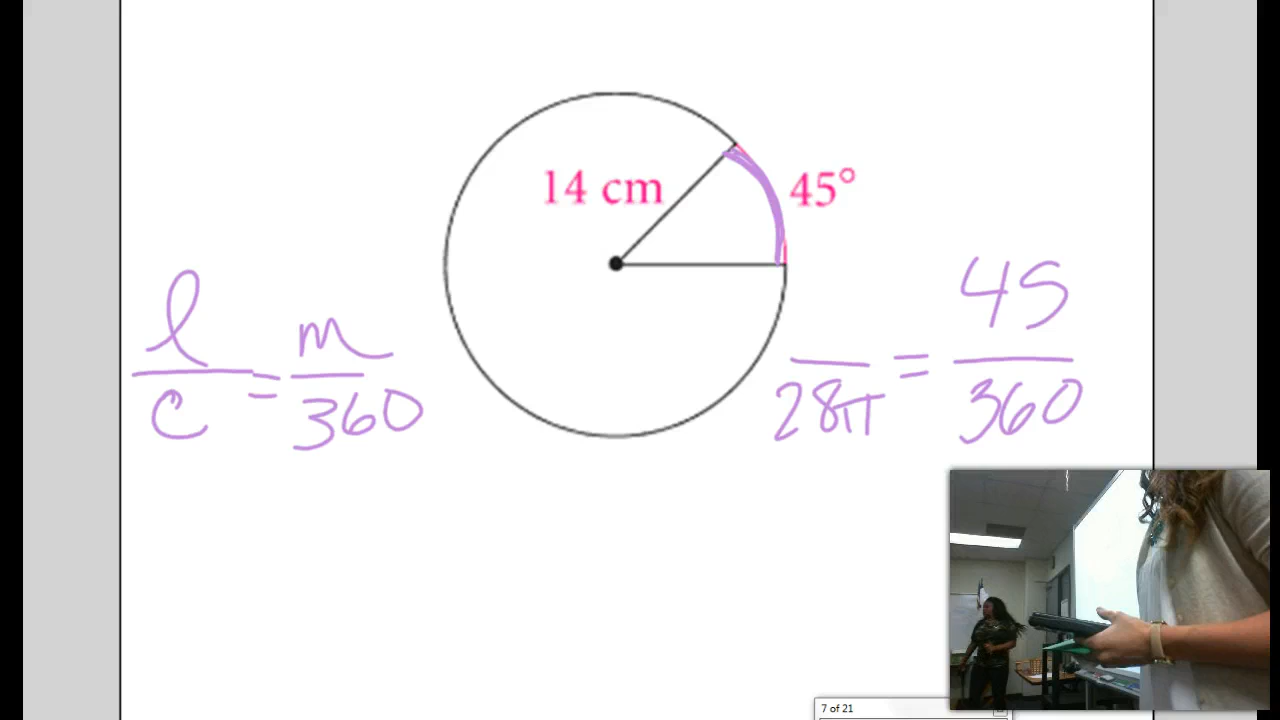 14 cm
45°
l/C = m/360
/28π = 45/360
7 of 21